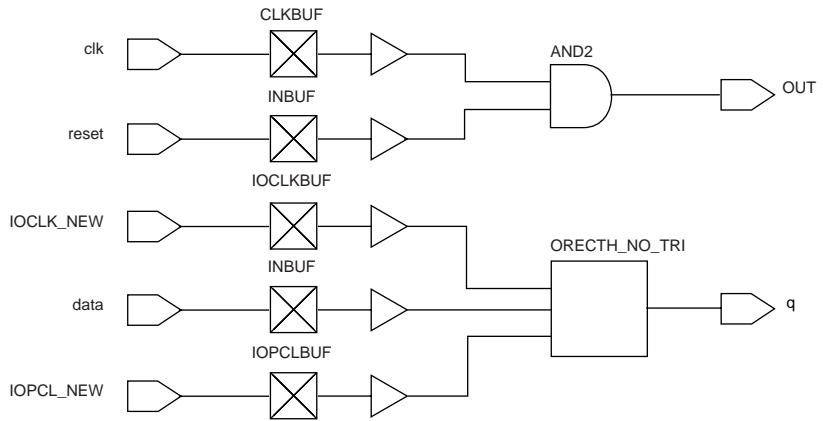 CLKBUF
clk
AND2
OUT
INBUF
reset
IOCLKBUF
IOCLK_NEW
ORECTH_NO_TRI
INBUF
data
q
IOPCLBUF
IOPCL_NEW